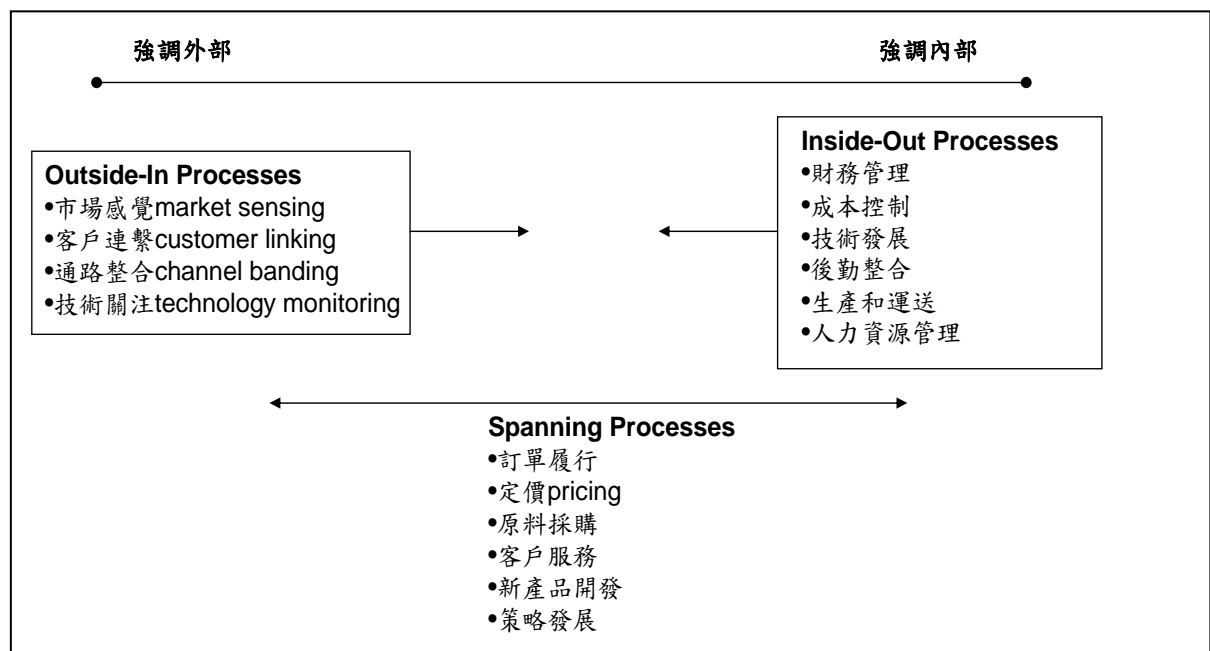 強調外部
強調內部
Outside-In Processes
•市場感覺market sensing
•客戶連繫customer linking
•通路整合channel banding
•技術關注technology monitoring
Inside-Out Processes
•財務管理
•成本控制
•技術發展
•後勤整合
•生產和運送
•人力資源管理
Spanning Processes
•訂單履行
•定價pricing
•原料採購
•客戶服務
•新產品開發
•策略發展